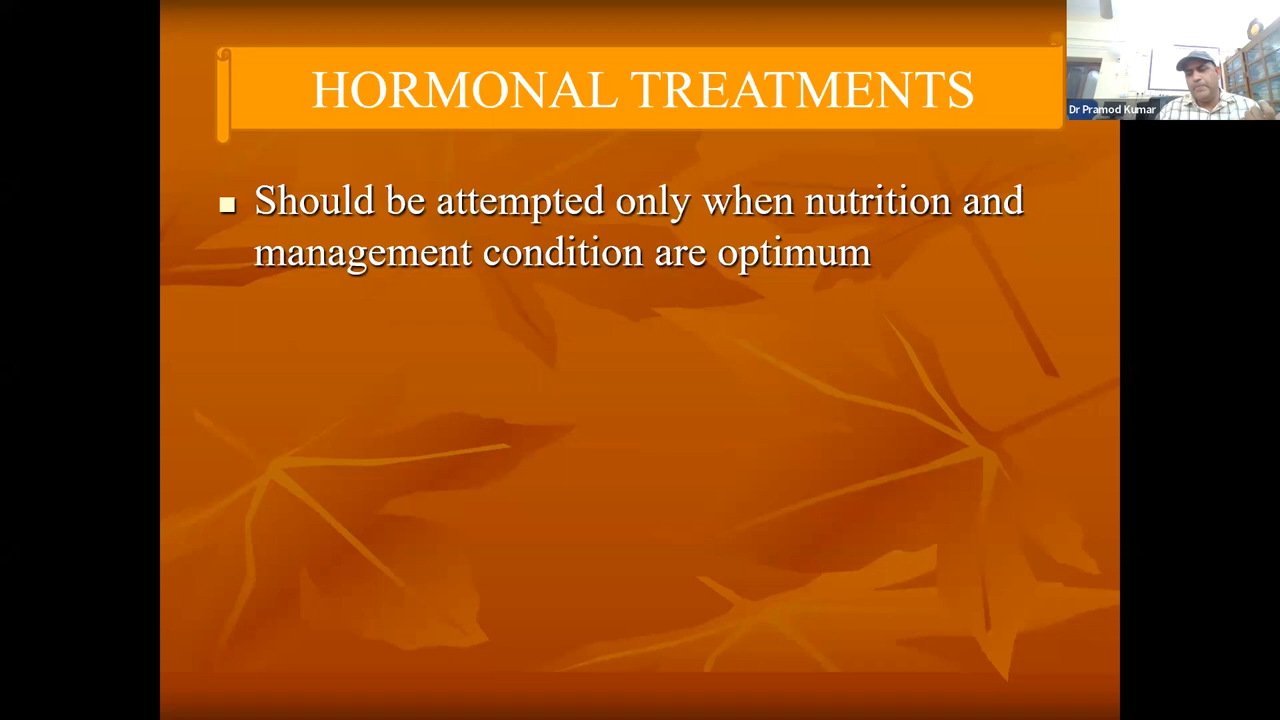 HORMONAL TREATMENTS
Dr Pramod Kumar
Should be attempted only when nutrition and
management condition are optimum